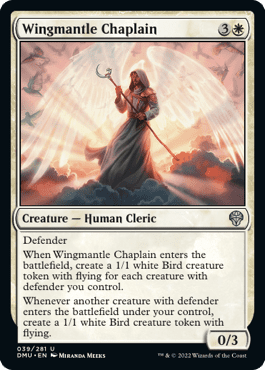 Wingmantle Chaplain 3
Creature — Human Cleric
Defender
When Wingmantle Chaplain enters the
battlefield, create a 1/1 white Bird creature
token with flying for each creature with
defender you control.
Whenever another creature with defender
enters the battlefield under your control,
create a 1/1 white Bird creature token with
flying.
0/3
039/281 U
DMU • EN MIRANDA MEEKS
™ & © 2022 Wizards of the Coast